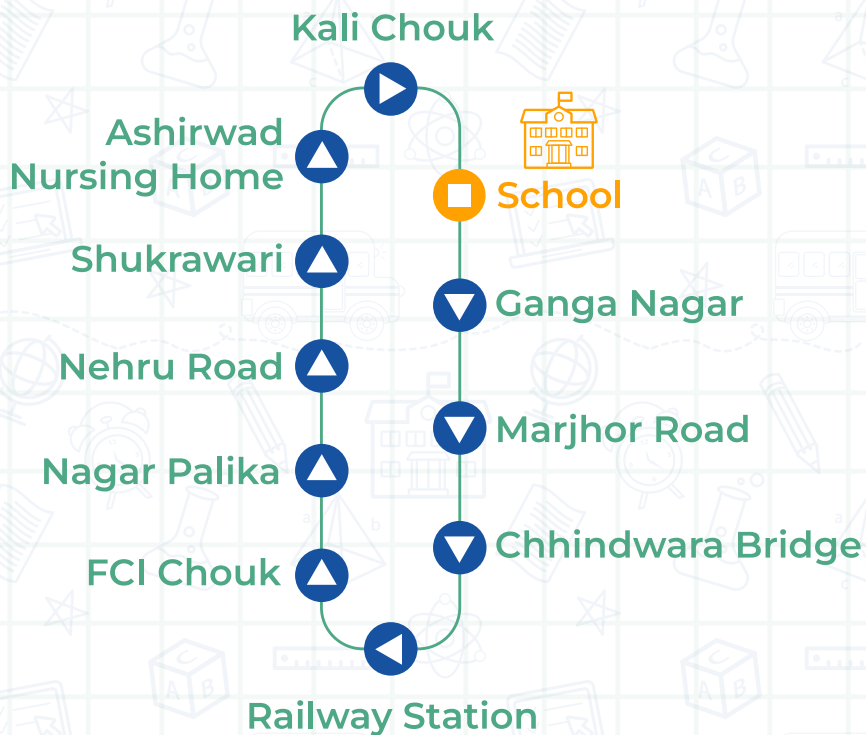 Kali Chouk
Ashirwad
Nursing Home
School
Shukrawari
Ganga Nagar
Nehru Road
Marjhor Road
Nagar Palika
Chhindwara Bridge
FCI Chouk
Railway Station